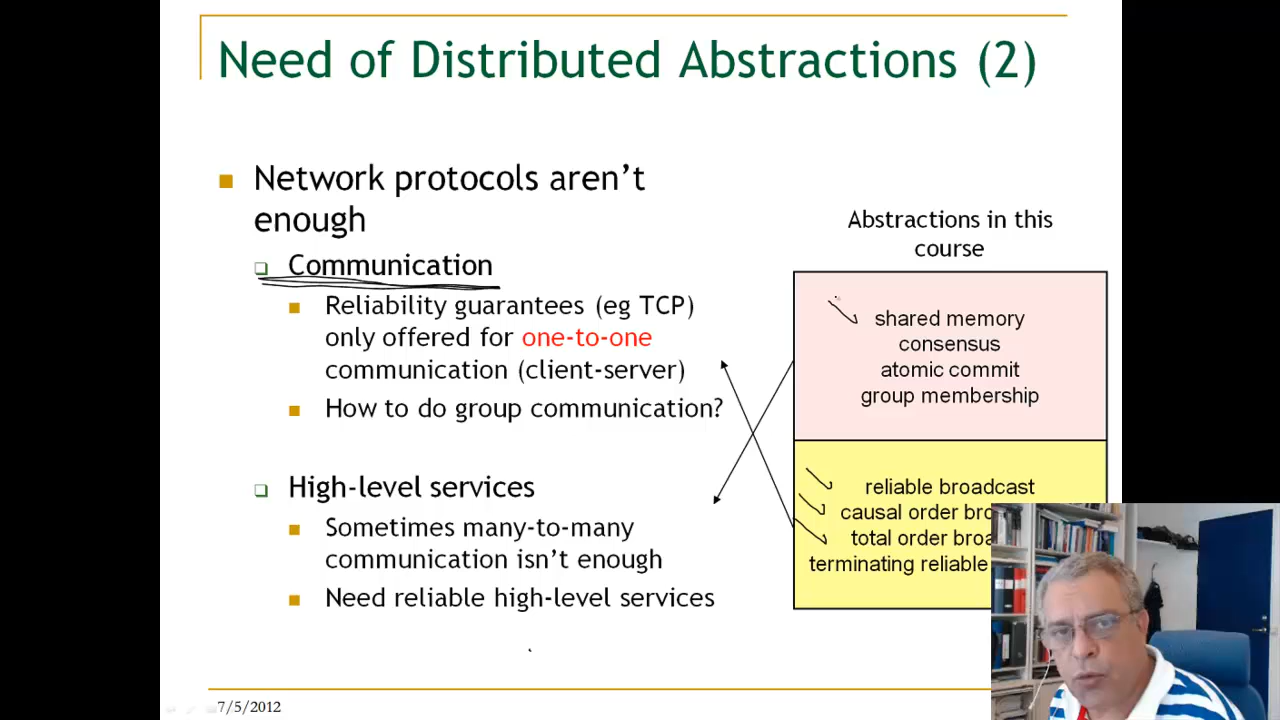 Need of Distributed Abstractions (2)
Network protocols aren't
enough
Communication
Reliability guarantees (eg TCP)
only offered for one-to-one
communication (client-server)
How to do group communication?
High-level services
Sometimes many-to-many
communication isn't enough
Need reliable high-level services
Abstractions in this
course
shared memory
consensus
atomic commit
group membership
reliable broadcast
causal order
total order
terminating reliable
7/5/2012